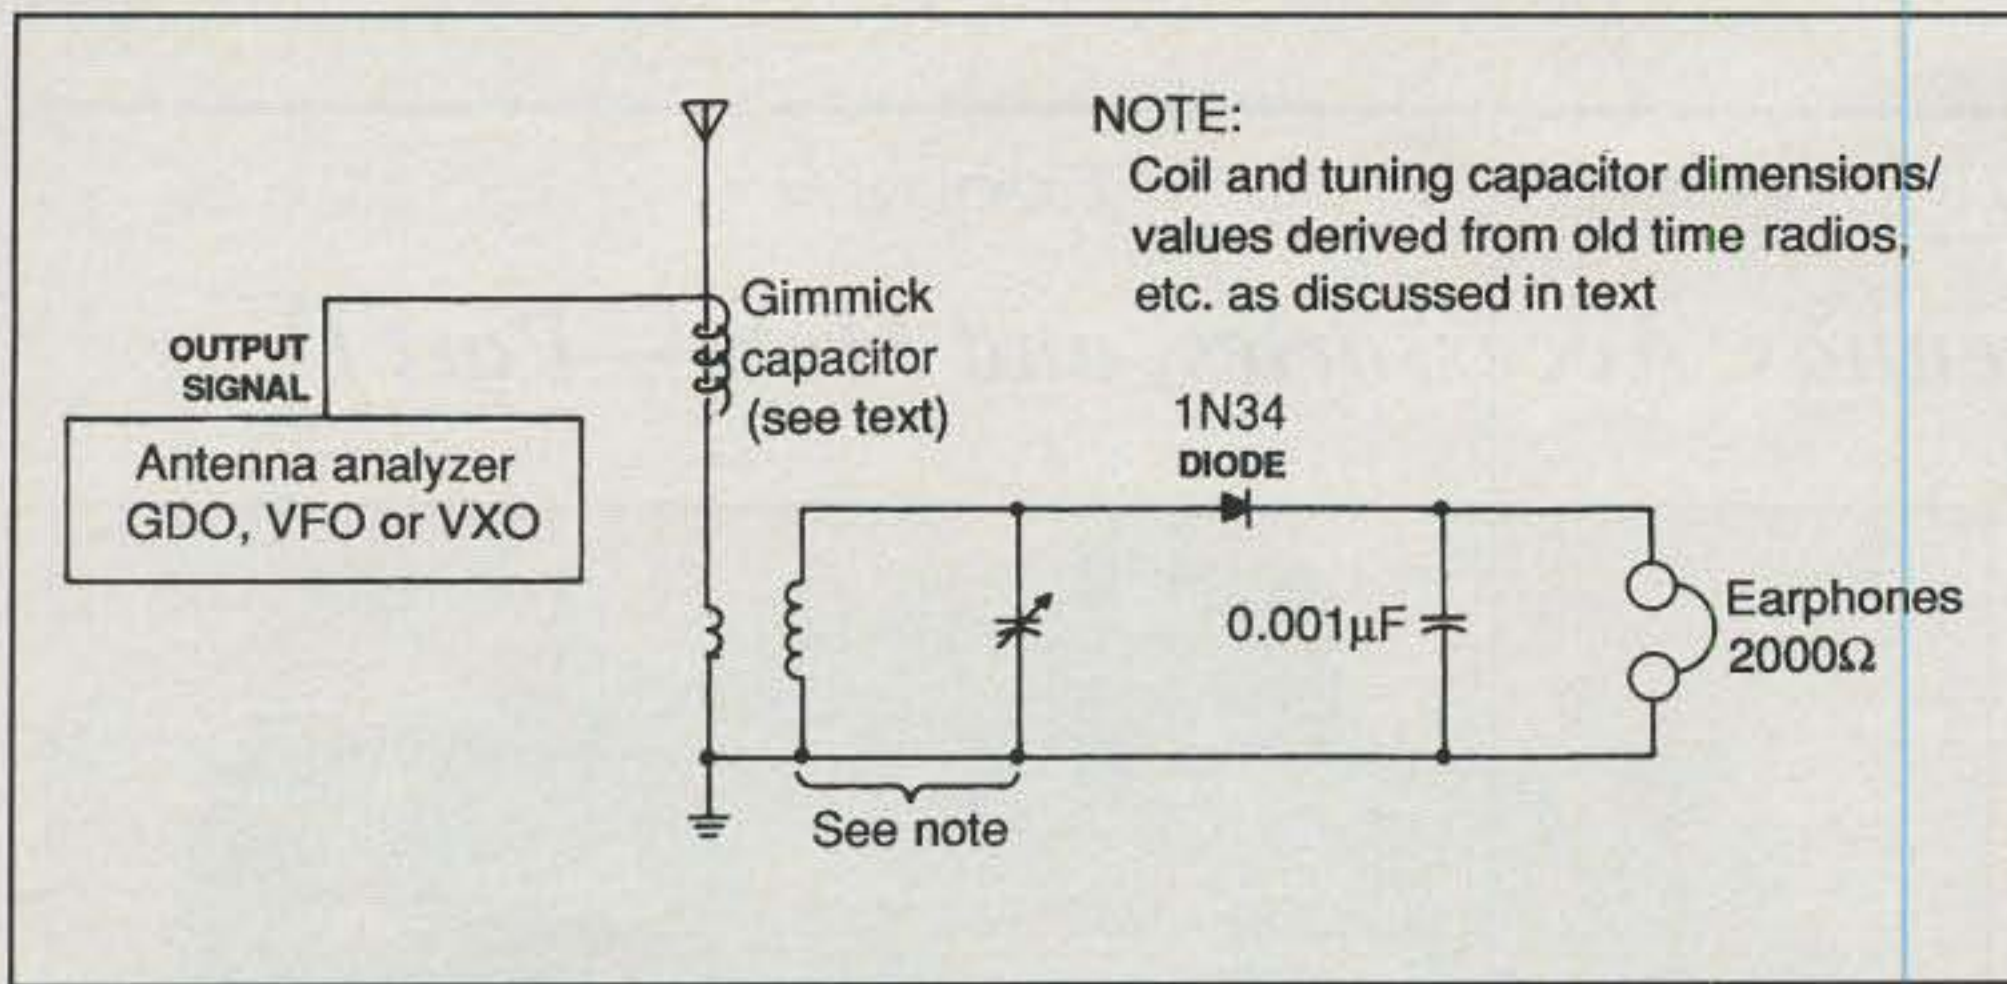 NOTE:
Coil and tuning capacitor dimensions/
values derived from old time radios,
etc. as discussed in text
Gimmick
capacitor
(see text)
OUTPUT
SIGNAL
Antenna analyzer
GDO, VFO or VXO
1N34
DIODE
0.001µF
Earphones
2000Ω
See note